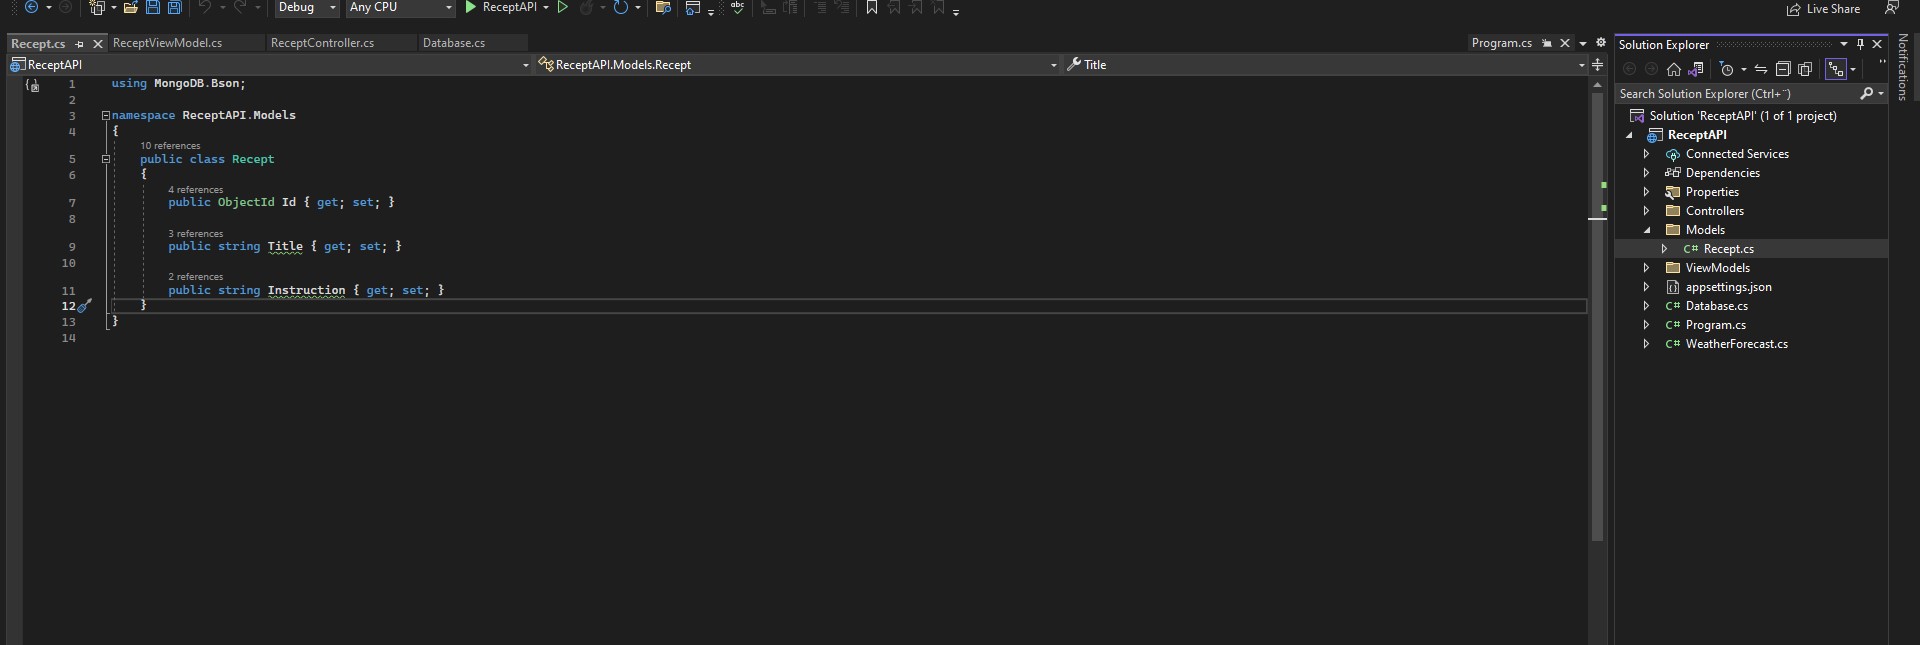 Debug
Any CPU
ReceptAPI
Live Share
Recept.cs
ReceptViewModel.cs
ReceptController.cs
Database.cs
Program.cs
ReceptAPI
ReceptAPI.Models.Recept
Title
1 using MongoDB.Bson;
2
3 namespace ReceptAPI.Models
4 {
10 references
5 public class Recept
6 {
4 references
7 public ObjectId Id { get; set; }
8
3 references
9 public string Title { get; set; }
10
2 references
11 public string Instruction { get; set; }
12 }
13 }
14
Solution Explorer
Search Solution Explorer (Ctrl+¨)
Solution 'ReceptAPI' (1 of 1 project)
ReceptAPI
Connected Services
Dependencies
Properties
Controllers
Models
C# Recept.cs
ViewModels
appsettings.json
C# Database.cs
C# Program.cs
C# WeatherForecast.cs
Notifications